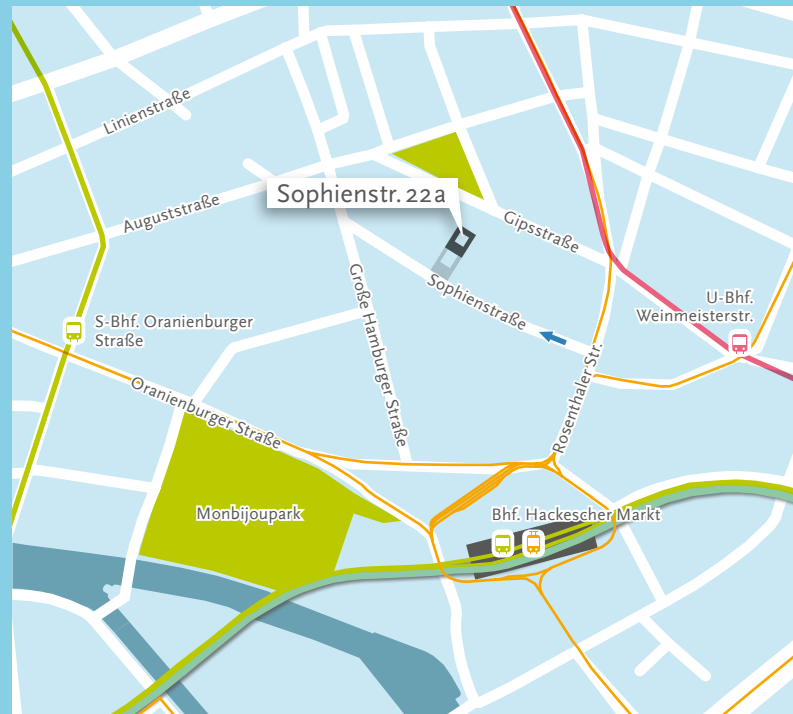 Linienstraße
Sophienstr. 22a
Auguststraße
Gipsstraße
Große Hamburger Straße
Sophienstraße
U-Bhf.
Weinmeisterstr.
S-Bhf. Oranienburger
Straße
Rosenthaler Str.
Oranienburger Straße
Monbijoupark
Bhf. Hackescher Markt